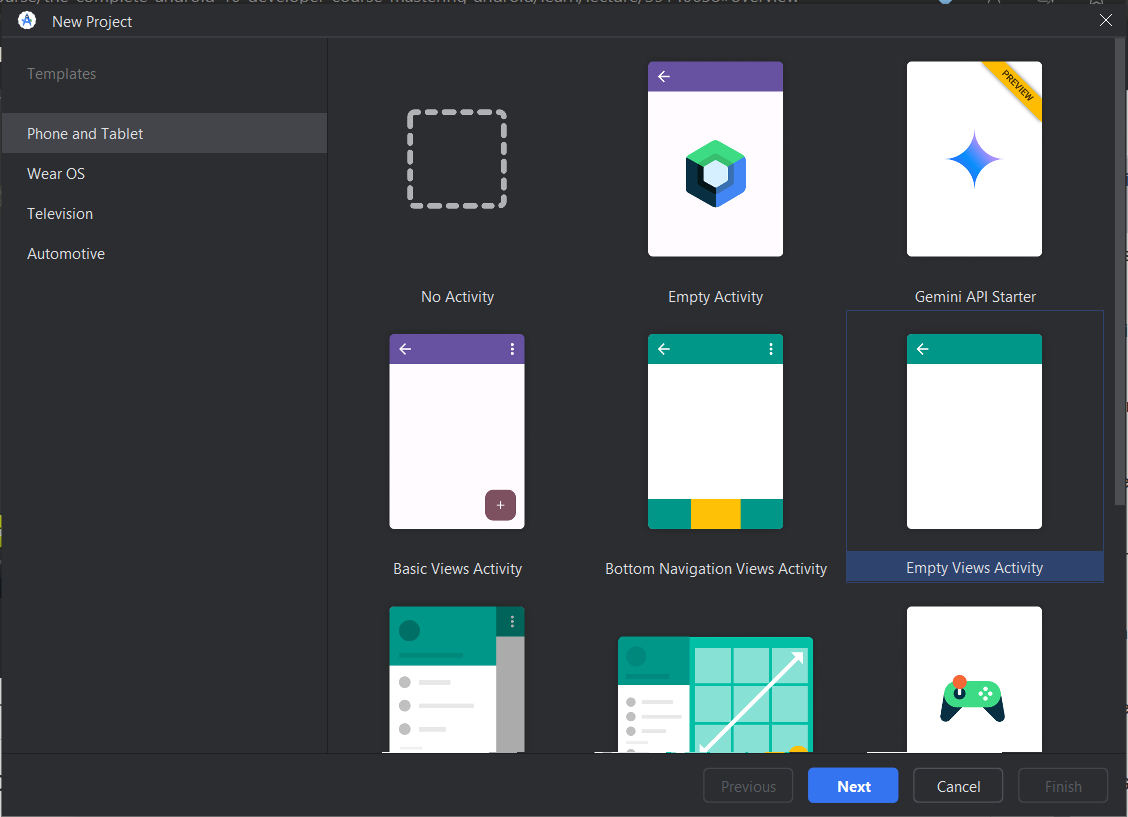 New Project
Templates
Phone and Tablet
Wear OS
Television
Automotive
PREVIEW
No Activity
Empty Activity
Gemini API Starter
Basic Views Activity
Bottom Navigation Views Activity
Empty Views Activity
Previous
Next
Cancel
Finish